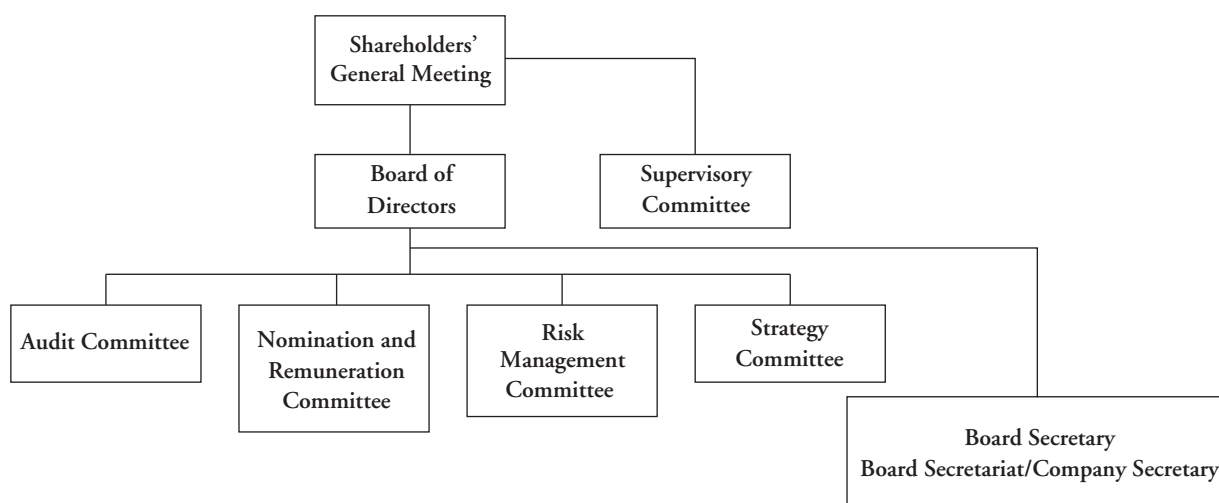 Shareholders’
General Meeting
Board of
Directors
Supervisory
Committee
Audit Committee
Nomination and
Remuneration
Committee
Risk
Management
Committee
Strategy
Committee
Board Secretary
Board Secretariat/Company Secretary